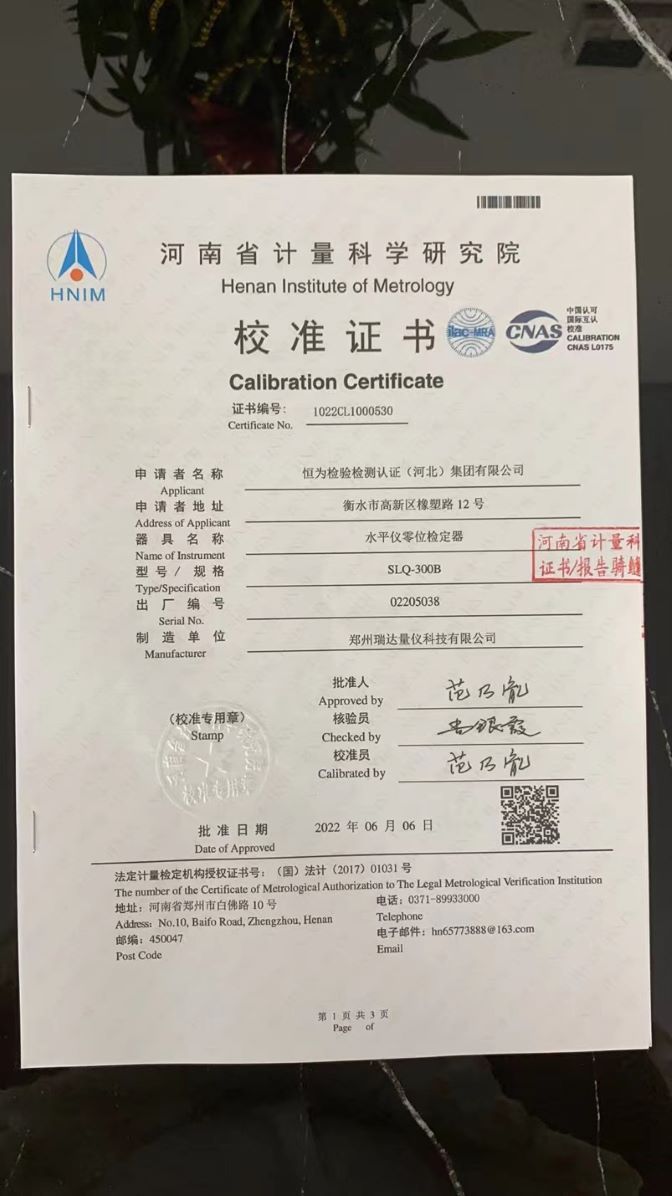 HNIM
河南省计量科学研究院
Henan Institute of Metrology
校准证书
ilac-MRA
CNAS
中国认可
国际互认
校准
CALIBRATION
CNAS L0175
Calibration Certificate
证书编号: 1022CL1000530
Certificate No.
申请者名称 恒为检验检测认证（河北）集团有限公司
Applicant
申请者地址 衡水市高新区橡塑路 12 号
Address of Applicant
器具名称 水平仪零位检定器
Name of Instrument
型号/规格 SLQ-300B
Type/Specification
出厂编号 02205038
Serial No.
制造单位 郑州瑞达量仪科技有限公司
Manufacturer
河南省计量科
证书/报告骑缝
批准人
Approved by
核验员
Checked by
校准员
Calibrated by
（校准专用章）
Stamp
校准专用章
批准日期 2022 年 06 月 06 日
Date of Approved
法定计量检定机构授权证书号:（国）法计（2017）01031 号
The number of the Certificate of Metrological Authorization to The Legal Metrological Verification Institution
地址: 河南省郑州市白佛路 10 号
Address: No.10, Baifo Road, Zhengzhou, Henan
邮编: 450047
Post Code
电话: 0371-89933000
Telephone
电子邮件: hn65773888@163.com
Email
第 1 页 共 3 页
Page of